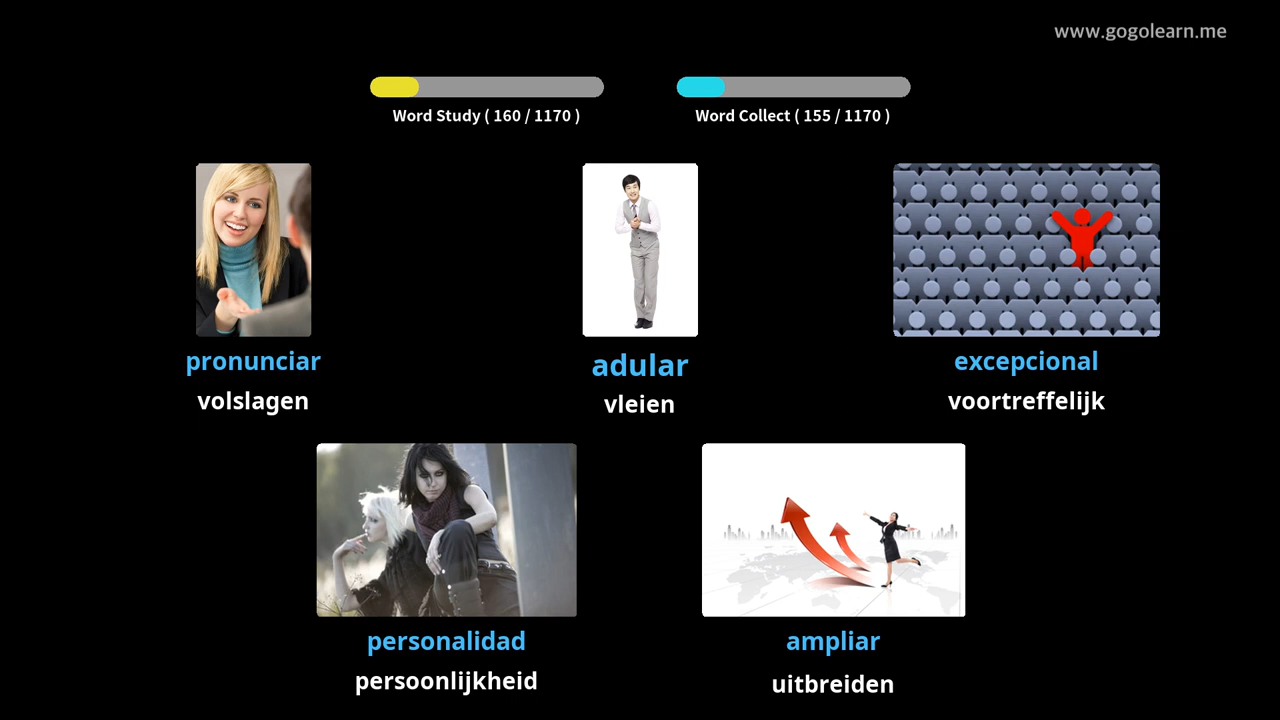 www.gogolearn.me
Word Study ( 160 / 1170 )
Word Collect ( 155 / 1170 )
pronunciar
volslagen
adular
vleien
excepcional
voortreffelijk
personalidad
persoonlijkheid
ampliar
uitbreiden